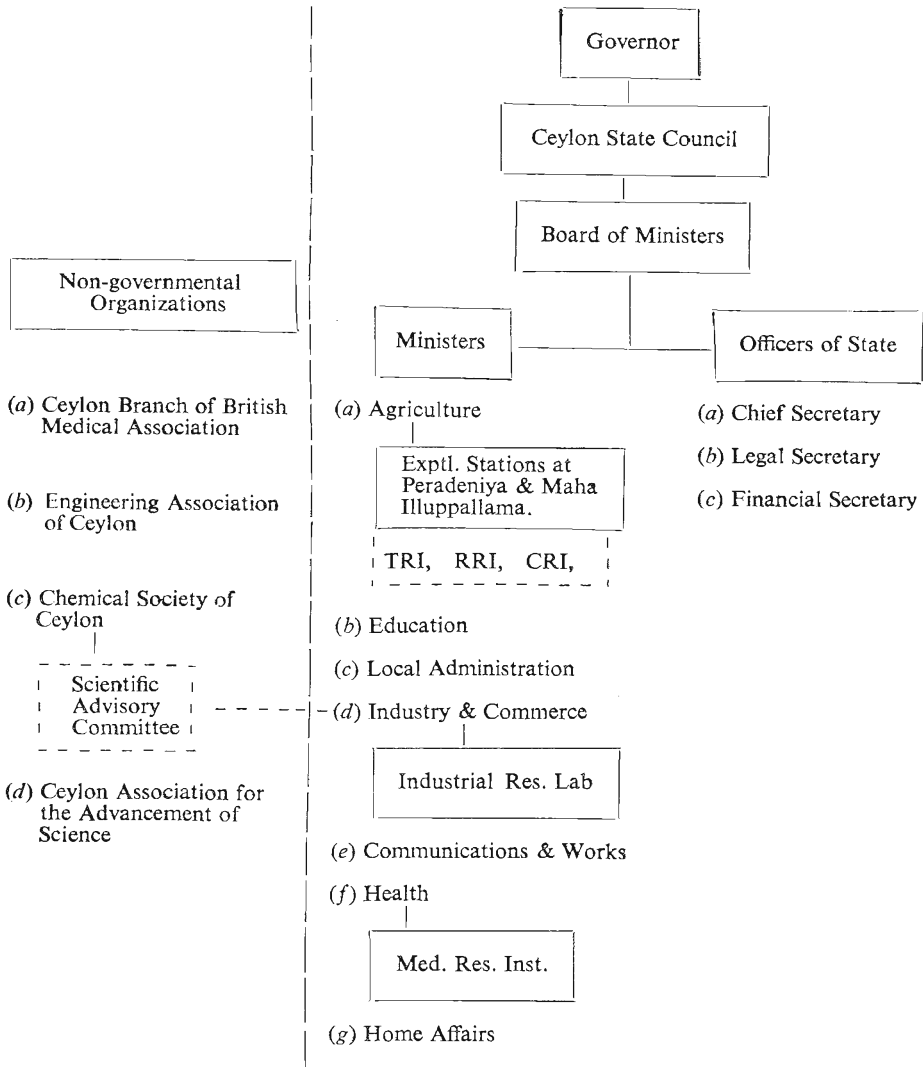 Governor
Ceylon State Council
Board of Ministers
Non-governmental
Organizations
Ministers
Officers of State
(a) Ceylon Branch of British
Medical Association
(b) Engineering Association
of Ceylon
(c) Chemical Society of
Ceylon
Scientific
Advisory
Committee
(d) Ceylon Association for
the Advancement of
Science
(a) Agriculture
Exptl. Stations at
Peradeniya & Maha
Illuppallama.
TRI, RRI, CRI,
(b) Education
(c) Local Administration
(d) Industry & Commerce
Industrial Res. Lab
(e) Communications & Works
(f) Health
Med. Res. Inst.
(g) Home Affairs
(a) Chief Secretary
(b) Legal Secretary
(c) Financial Secretary